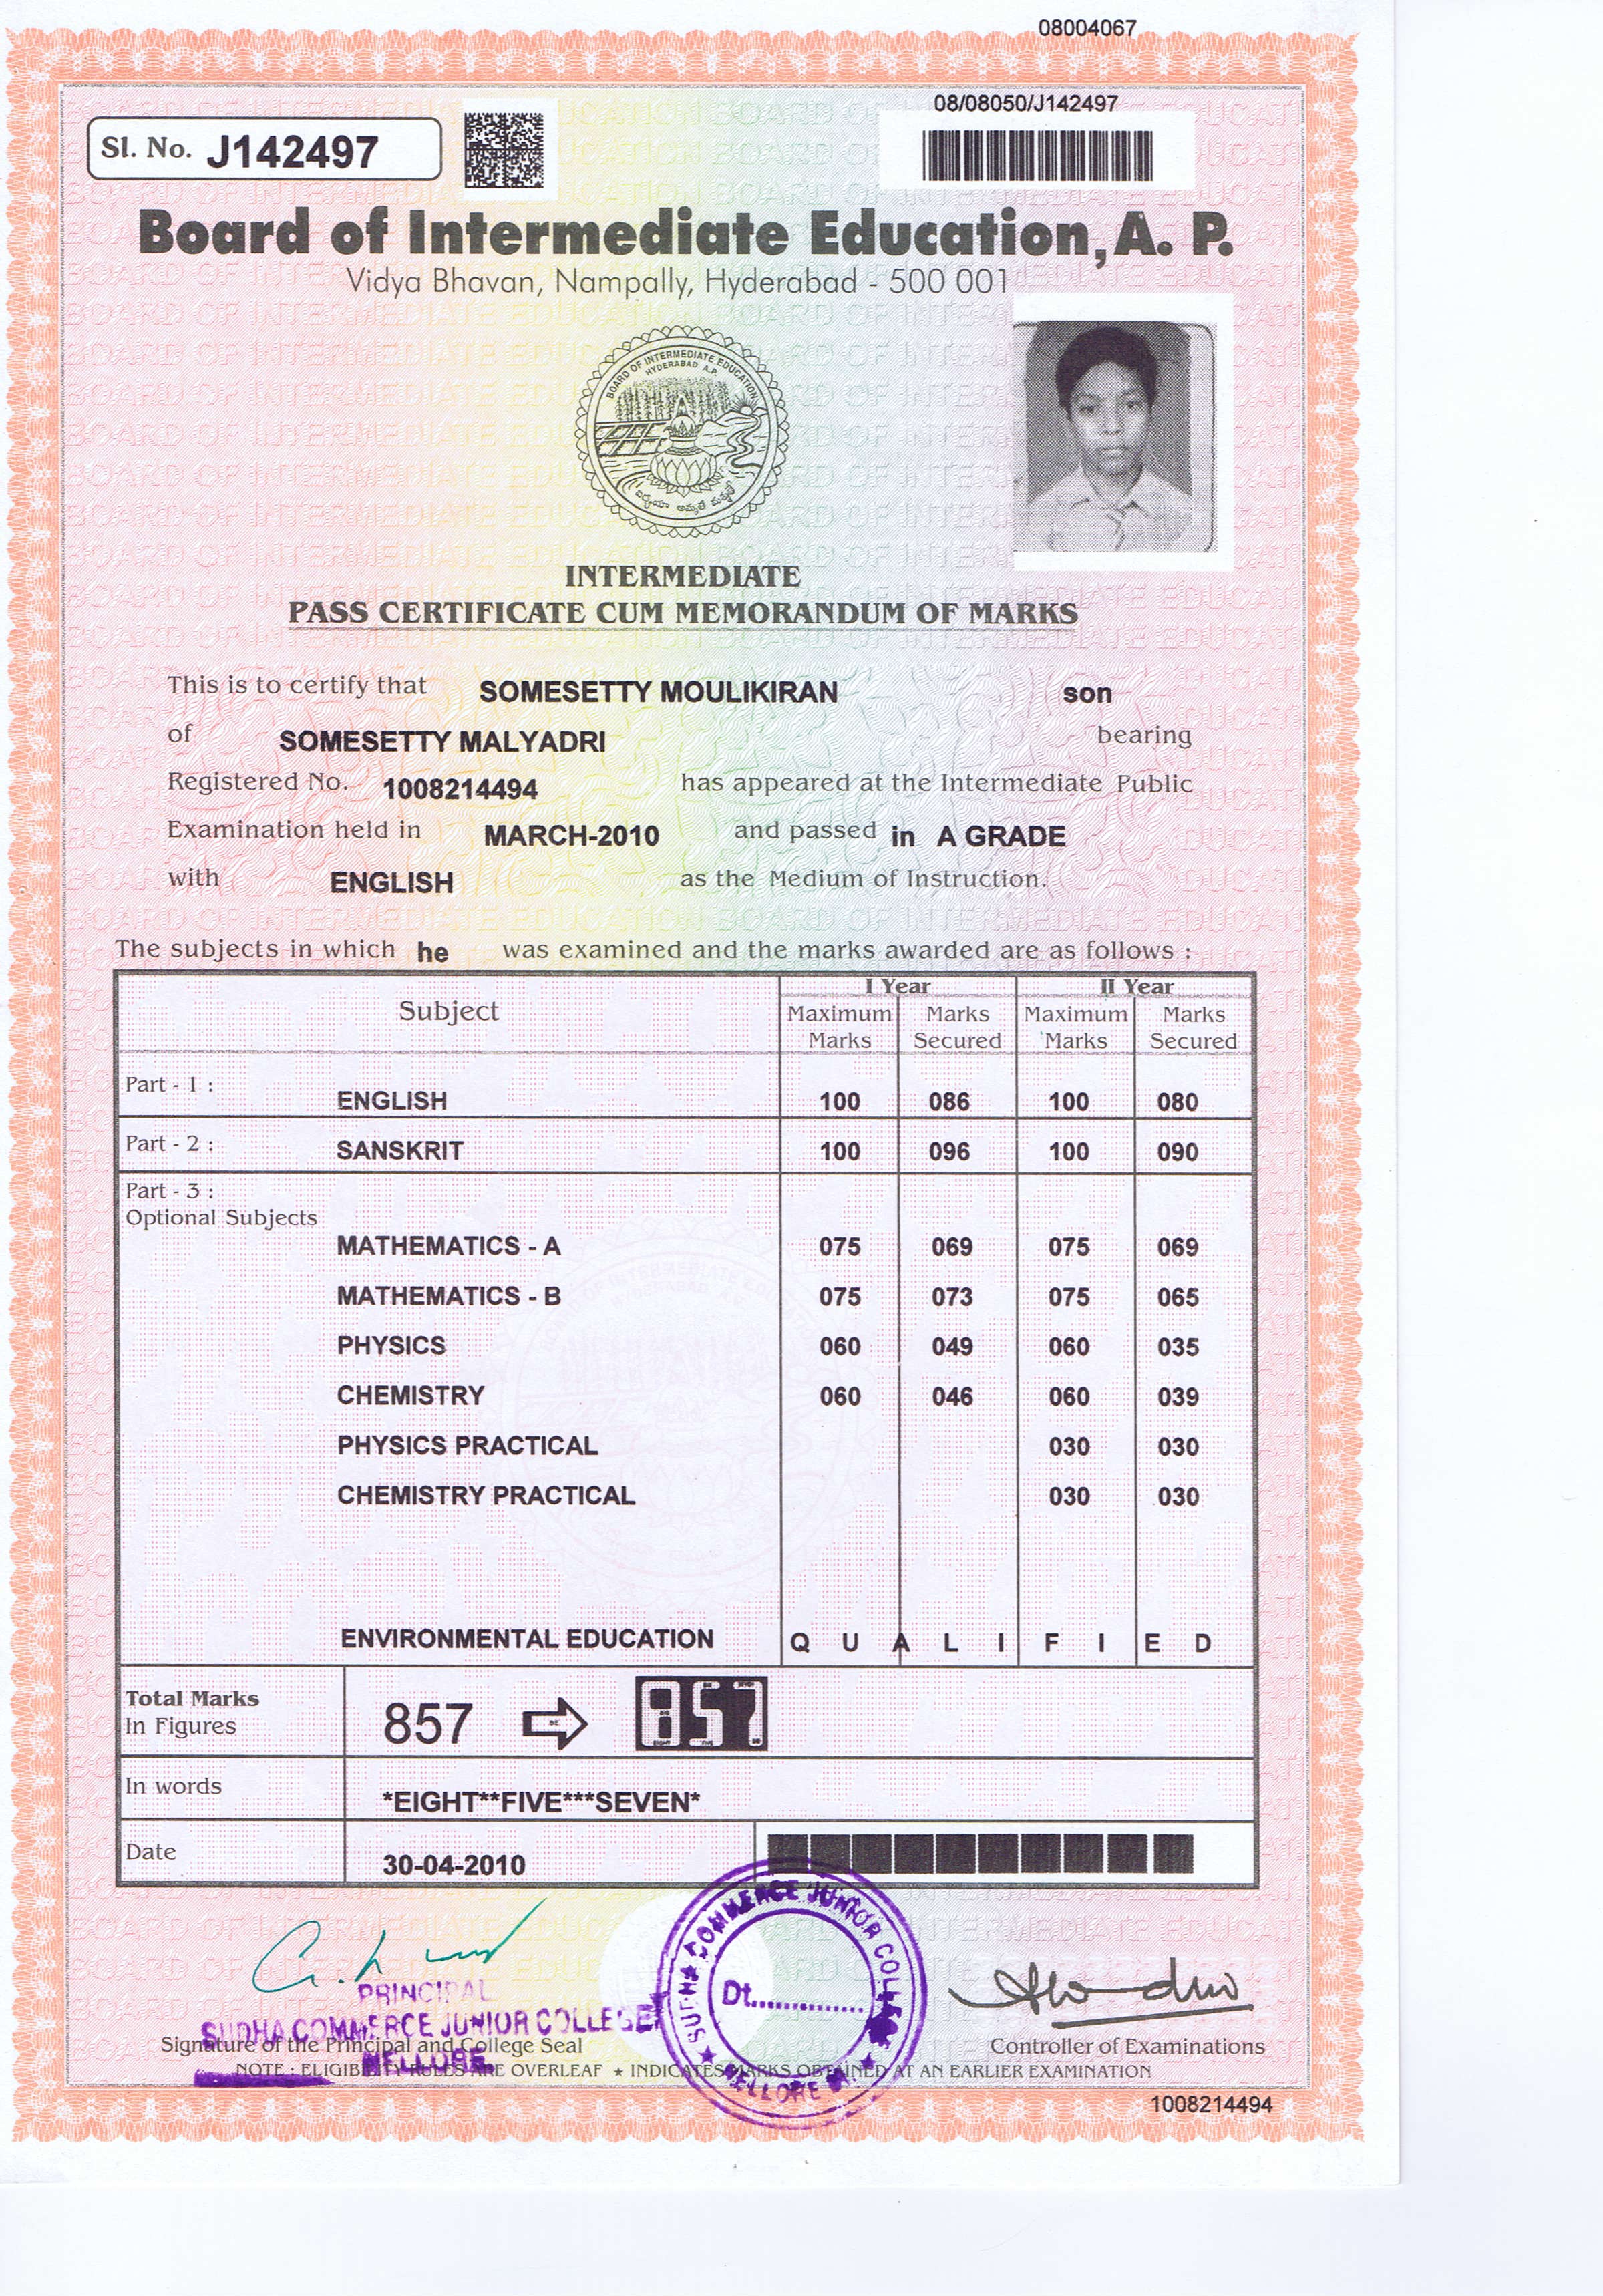 08004067
08/08050/J142497
Sl. No. J142497
Board of Intermediate Education, A. P.
Vidya Bhavan, Nampally, Hyderabad - 500 001
BOARD OF INTERMEDIATE EDUCATION
HYDERABAD A.P.
INTERMEDIATE
PASS CERTIFICATE CUM MEMORANDUM OF MARKS
This is to certify that SOMESETTY MOULIKIRAN son
of SOMESETTY MALYADRI bearing
Registered No. 1008214494 has appeared at the Intermediate Public
Examination held in MARCH-2010 and passed in A GRADE
with ENGLISH as the Medium of Instruction.
The subjects in which he was examined and the marks awarded are as follows :
Subject I Year II Year
Maximum Marks Marks Secured Maximum Marks Marks Secured
Part - 1 :
ENGLISH 100 086 100 080
Part - 2 : SANSKRIT 100 096 100 090
Part - 3 :
Optional Subjects
MATHEMATICS - A 075 069 075 069
MATHEMATICS - B 075 073 075 065
PHYSICS 060 049 060 035
CHEMISTRY 060 046 060 039
PHYSICS PRACTICAL 030 030
CHEMISTRY PRACTICAL 030 030
ENVIRONMENTAL EDUCATION Q U A L I F I E D
Total Marks
In Figures 857 857
In words *EIGHT**FIVE***SEVEN*
Date 30-04-2010
PRINCIPAL
SUDHA COMMERCE JUNIOR COLLEGE
NELLORE.
SUDHA COMMERCE JUNIOR COLLEGE
Dt..............
NELLORE
Signature of the Principal and College Seal Controller of Examinations
NOTE : ELIGIBILITY RULES ARE OVERLEAF ★ INDICATES MARKS OBTAINED AT AN EARLIER EXAMINATION
1008214494